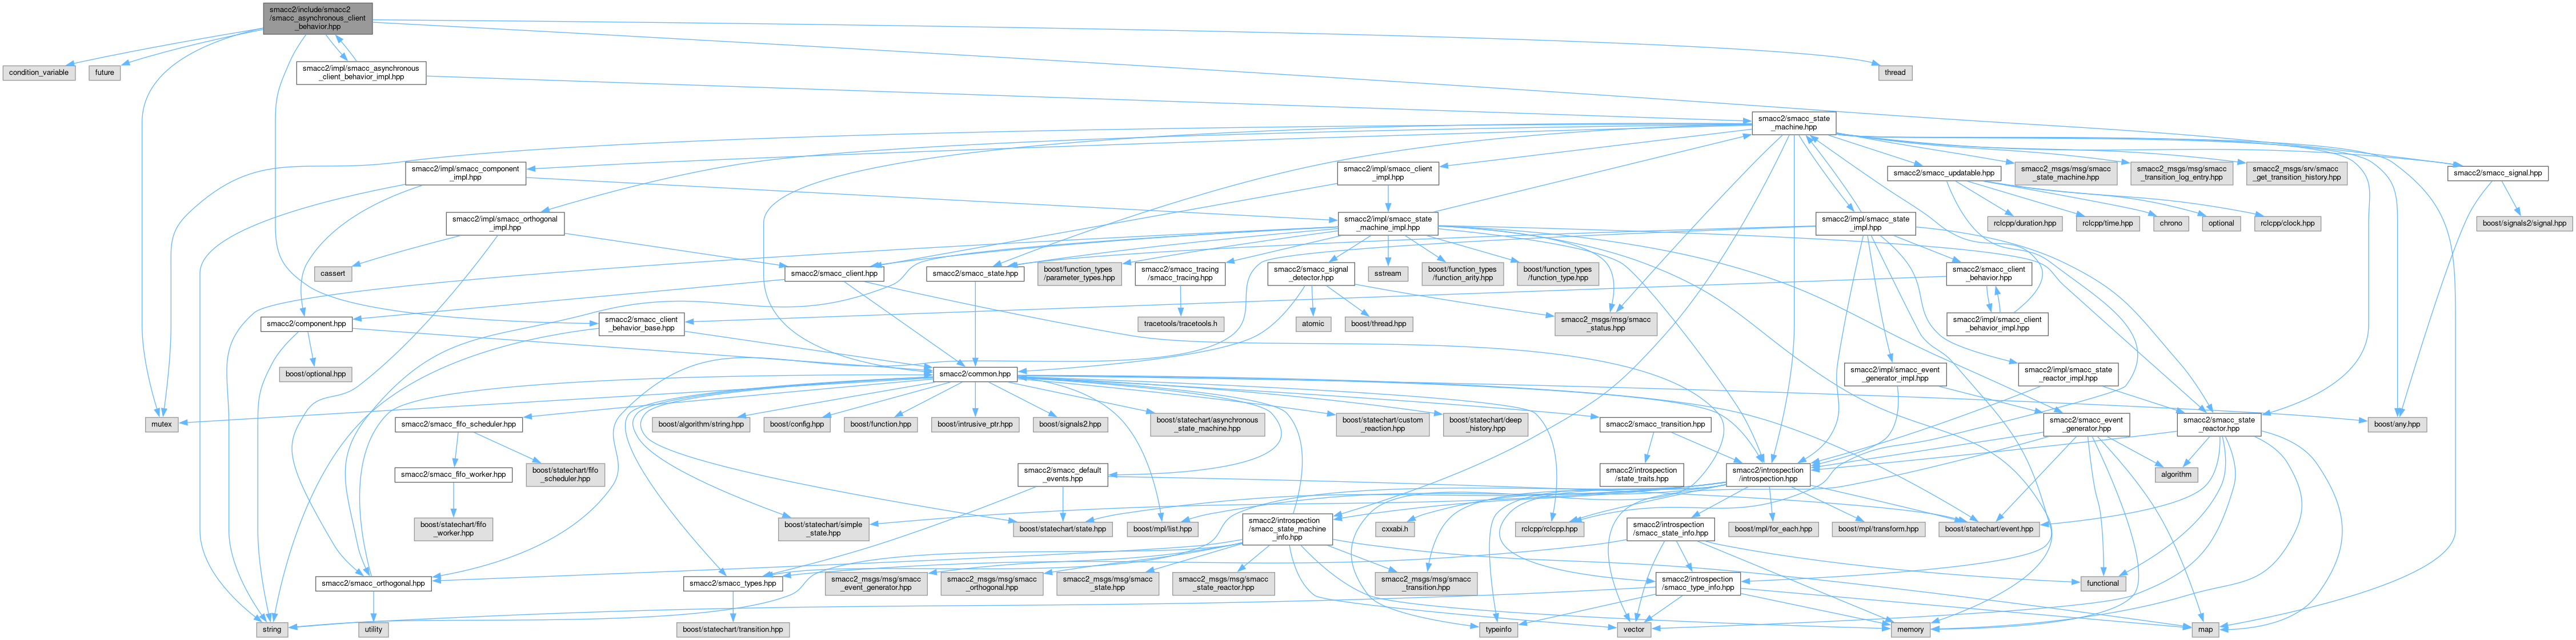 smacc2/include/smacc2
/smacc_asynchronous_client
_behavior.hpp
condition_variable
future
smacc2/impl/smacc_asynchronous
_client_behavior_impl.hpp
thread
smacc2/smacc_state
_machine.hpp
smacc2/impl/smacc_component
_impl.hpp
smacc2/impl/smacc_client
_impl.hpp
smacc2/smacc_updatable.hpp
smacc2_msgs/msg/smacc
_state_machine.hpp
smacc2_msgs/msg/smacc
_transition_log_entry.hpp
smacc2_msgs/srv/smacc
_get_transition_history.hpp
smacc2/smacc_signal.hpp
smacc2/impl/smacc_orthogonal
_impl.hpp
smacc2/impl/smacc_state
_machine_impl.hpp
smacc2/impl/smacc_state
_impl.hpp
rclcpp/duration.hpp
rclcpp/time.hpp
chrono
optional
rclcpp/clock.hpp
boost/signals2/signal.hpp
cassert
smacc2/smacc_client.hpp
smacc2/smacc_state.hpp
boost/function_types
/parameter_types.hpp
smacc2/smacc_tracing
/smacc_tracing.hpp
smacc2/smacc_signal
_detector.hpp
sstream
boost/function_types
/function_arity.hpp
boost/function_types
/function_type.hpp
smacc2/smacc_client
_behavior.hpp
smacc2/component.hpp
smacc2/smacc_client
_behavior_base.hpp
tracetools/tracetools.h
atomic
boost/thread.hpp
smacc2_msgs/msg/smacc
_status.hpp
smacc2/impl/smacc_client
_behavior_impl.hpp
boost/optional.hpp
smacc2/common.hpp
smacc2/impl/smacc_event
_generator_impl.hpp
smacc2/impl/smacc_state
_reactor_impl.hpp
mutex
smacc2/smacc_fifo_scheduler.hpp
boost/algorithm/string.hpp
boost/config.hpp
boost/function.hpp
boost/intrusive_ptr.hpp
boost/signals2.hpp
boost/statechart/asynchronous
_state_machine.hpp
boost/statechart/custom
_reaction.hpp
boost/statechart/deep
_history.hpp
smacc2/smacc_transition.hpp
smacc2/smacc_event
_generator.hpp
smacc2/smacc_state
_reactor.hpp
boost/any.hpp
smacc2/smacc_fifo_worker.hpp
boost/statechart/fifo
_scheduler.hpp
smacc2/smacc_default
_events.hpp
smacc2/introspection
/state_traits.hpp
smacc2/introspection
/introspection.hpp
algorithm
boost/statechart/fifo
_worker.hpp
boost/statechart/simple
_state.hpp
boost/statechart/state.hpp
boost/mpl/list.hpp
smacc2/introspection
/smacc_state_machine
_info.hpp
cxxabi.h
rclcpp/rclcpp.hpp
smacc2/introspection
/smacc_state_info.hpp
boost/mpl/for_each.hpp
boost/mpl/transform.hpp
boost/statechart/event.hpp
smacc2/smacc_orthogonal.hpp
smacc2/smacc_types.hpp
smacc2_msgs/msg/smacc
_event_generator.hpp
smacc2_msgs/msg/smacc
_orthogonal.hpp
smacc2_msgs/msg/smacc
_state.hpp
smacc2_msgs/msg/smacc
_state_reactor.hpp
smacc2_msgs/msg/smacc
_transition.hpp
smacc2/introspection
/smacc_type_info.hpp
functional
string
utility
boost/statechart/transition.hpp
typeinfo
vector
memory
map